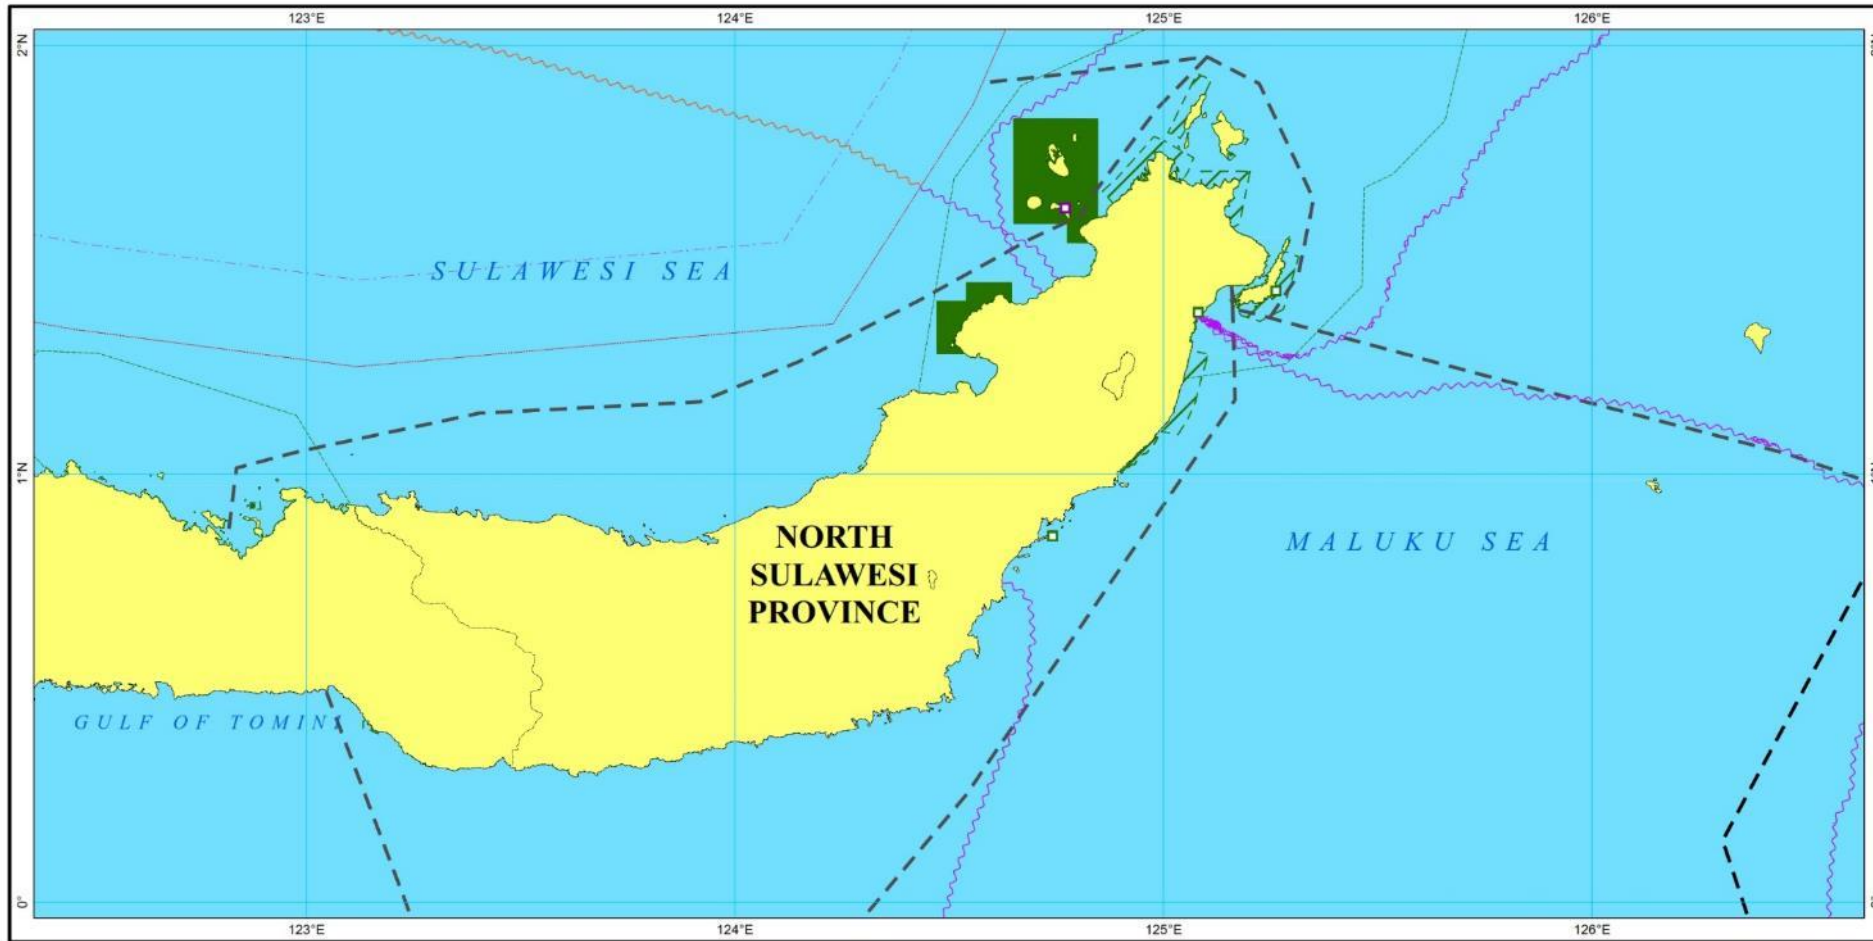 123°E 124°E 125°E 126°E
2°N
SULAWESI SEA
1°N
NORTH
SULAWESI
PROVINCE
MALUKU SEA
GULF OF TOMINI
0°
123°E 124°E 125°E 126°E